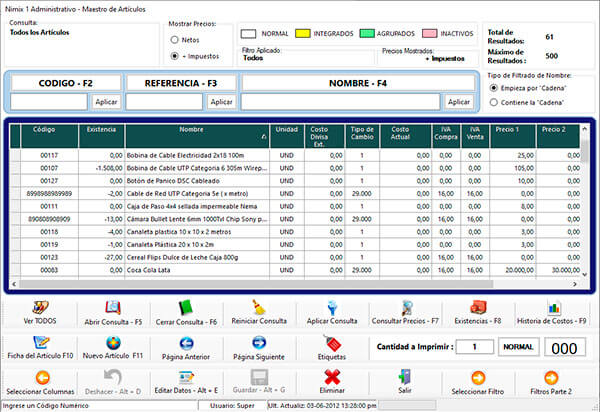 Nimix 1 Administrativo - Maestro de Artículos
Consulta:
Todos los Artículos
Mostrar Precios:
Netos
+ Impuestos
NORMAL INTEGRADOS AGRUPADOS INACTIVOS
Filtro Aplicado: Precios Mostrados:
Todos + Impuestos
Total de Resultados: 61
Máximo de Resultados: 500
CODIGO - F2 REFERENCIA - F3 NOMBRE - F4
Aplicar Aplicar Aplicar
Tipo de Filtrado de Nombre:
Empieza por "Cadena"
Contiene la "Cadena"
Código Existencia Nombre Unidad Costo Divisa Ext. Tipo de Cambio Costo Actual IVA Compra IVA Venta Precio 1 Precio 2
00117 0,00 Bobina de Cable Electricidad 2x18 100m UND 0,00 1 0,00 0,00 0,00 25,00 0,00
00107 -1.508,00 Bobina de Cable UTP Categoria 6 305m Wirep... UND 0,00 1 0,00 0,00 0,00 105,00 0,00
00127 0,00 Botón de Panico DSC Cableado UND 0,00 1 0,00 0,00 0,00 10,00 0,00
8998988989989 -2,00 Cable de Red UTP Categoria 5e (x metro) UND 0,00 29.000 0,00 16,00 16,00 0,00 0,00
00111 0,00 Caja de Paso 4x4 sellada impermeable Nema UND 0,00 1 0,00 0,00 0,00 8,00 0,00
890808908909 -13,00 Cámara Bullet Lente 6mm 1000Tvl Chip Sony p... UND 0,00 29.000 0,00 16,00 16,00 0,00 0,00
00118 -4,00 Canaleta plastica 10 x 10 x 2 metros UND 0,00 1 0,00 0,00 0,00 3,00 0,00
00119 -1,00 Canaleta Plástica 20 x 10 x 2m UND 0,00 1 0,00 0,00 0,00 5,00 0,00
00123 -27,00 Cereal Flips Dulce de Leche Caja 800g UND 0,00 1 0,00 16,00 16,00 3,00 0,00
00083 0,00 Coca Cola Lata UND 0,00 29.000 0,00 16,00 16,00 20.000,00 30.000,00
Ver TODOS Abrir Consulta - F5 Cerrar Consulta - F6 Reiniciar Consulta Aplicar Consulta Consultar Precios - F7 Existencias - F8 Historia de Costos - F9
Ficha del Artículo F10 Nuevo Artículo F11 Página Anterior Página Siguiente Etiquetas
Cantidad a Imprimir : 1 NORMAL 000
Seleccionar Columnas Deshacer - Alt + D Editar Datos - Alt + E Guardar - Alt + G Eliminar Salir Seleccionar Filtro Filtros Parte 2
Ingrese un Código Numérico Usuario: Super Ult. Actualiz: 03-06-2012 13:28:00 pm